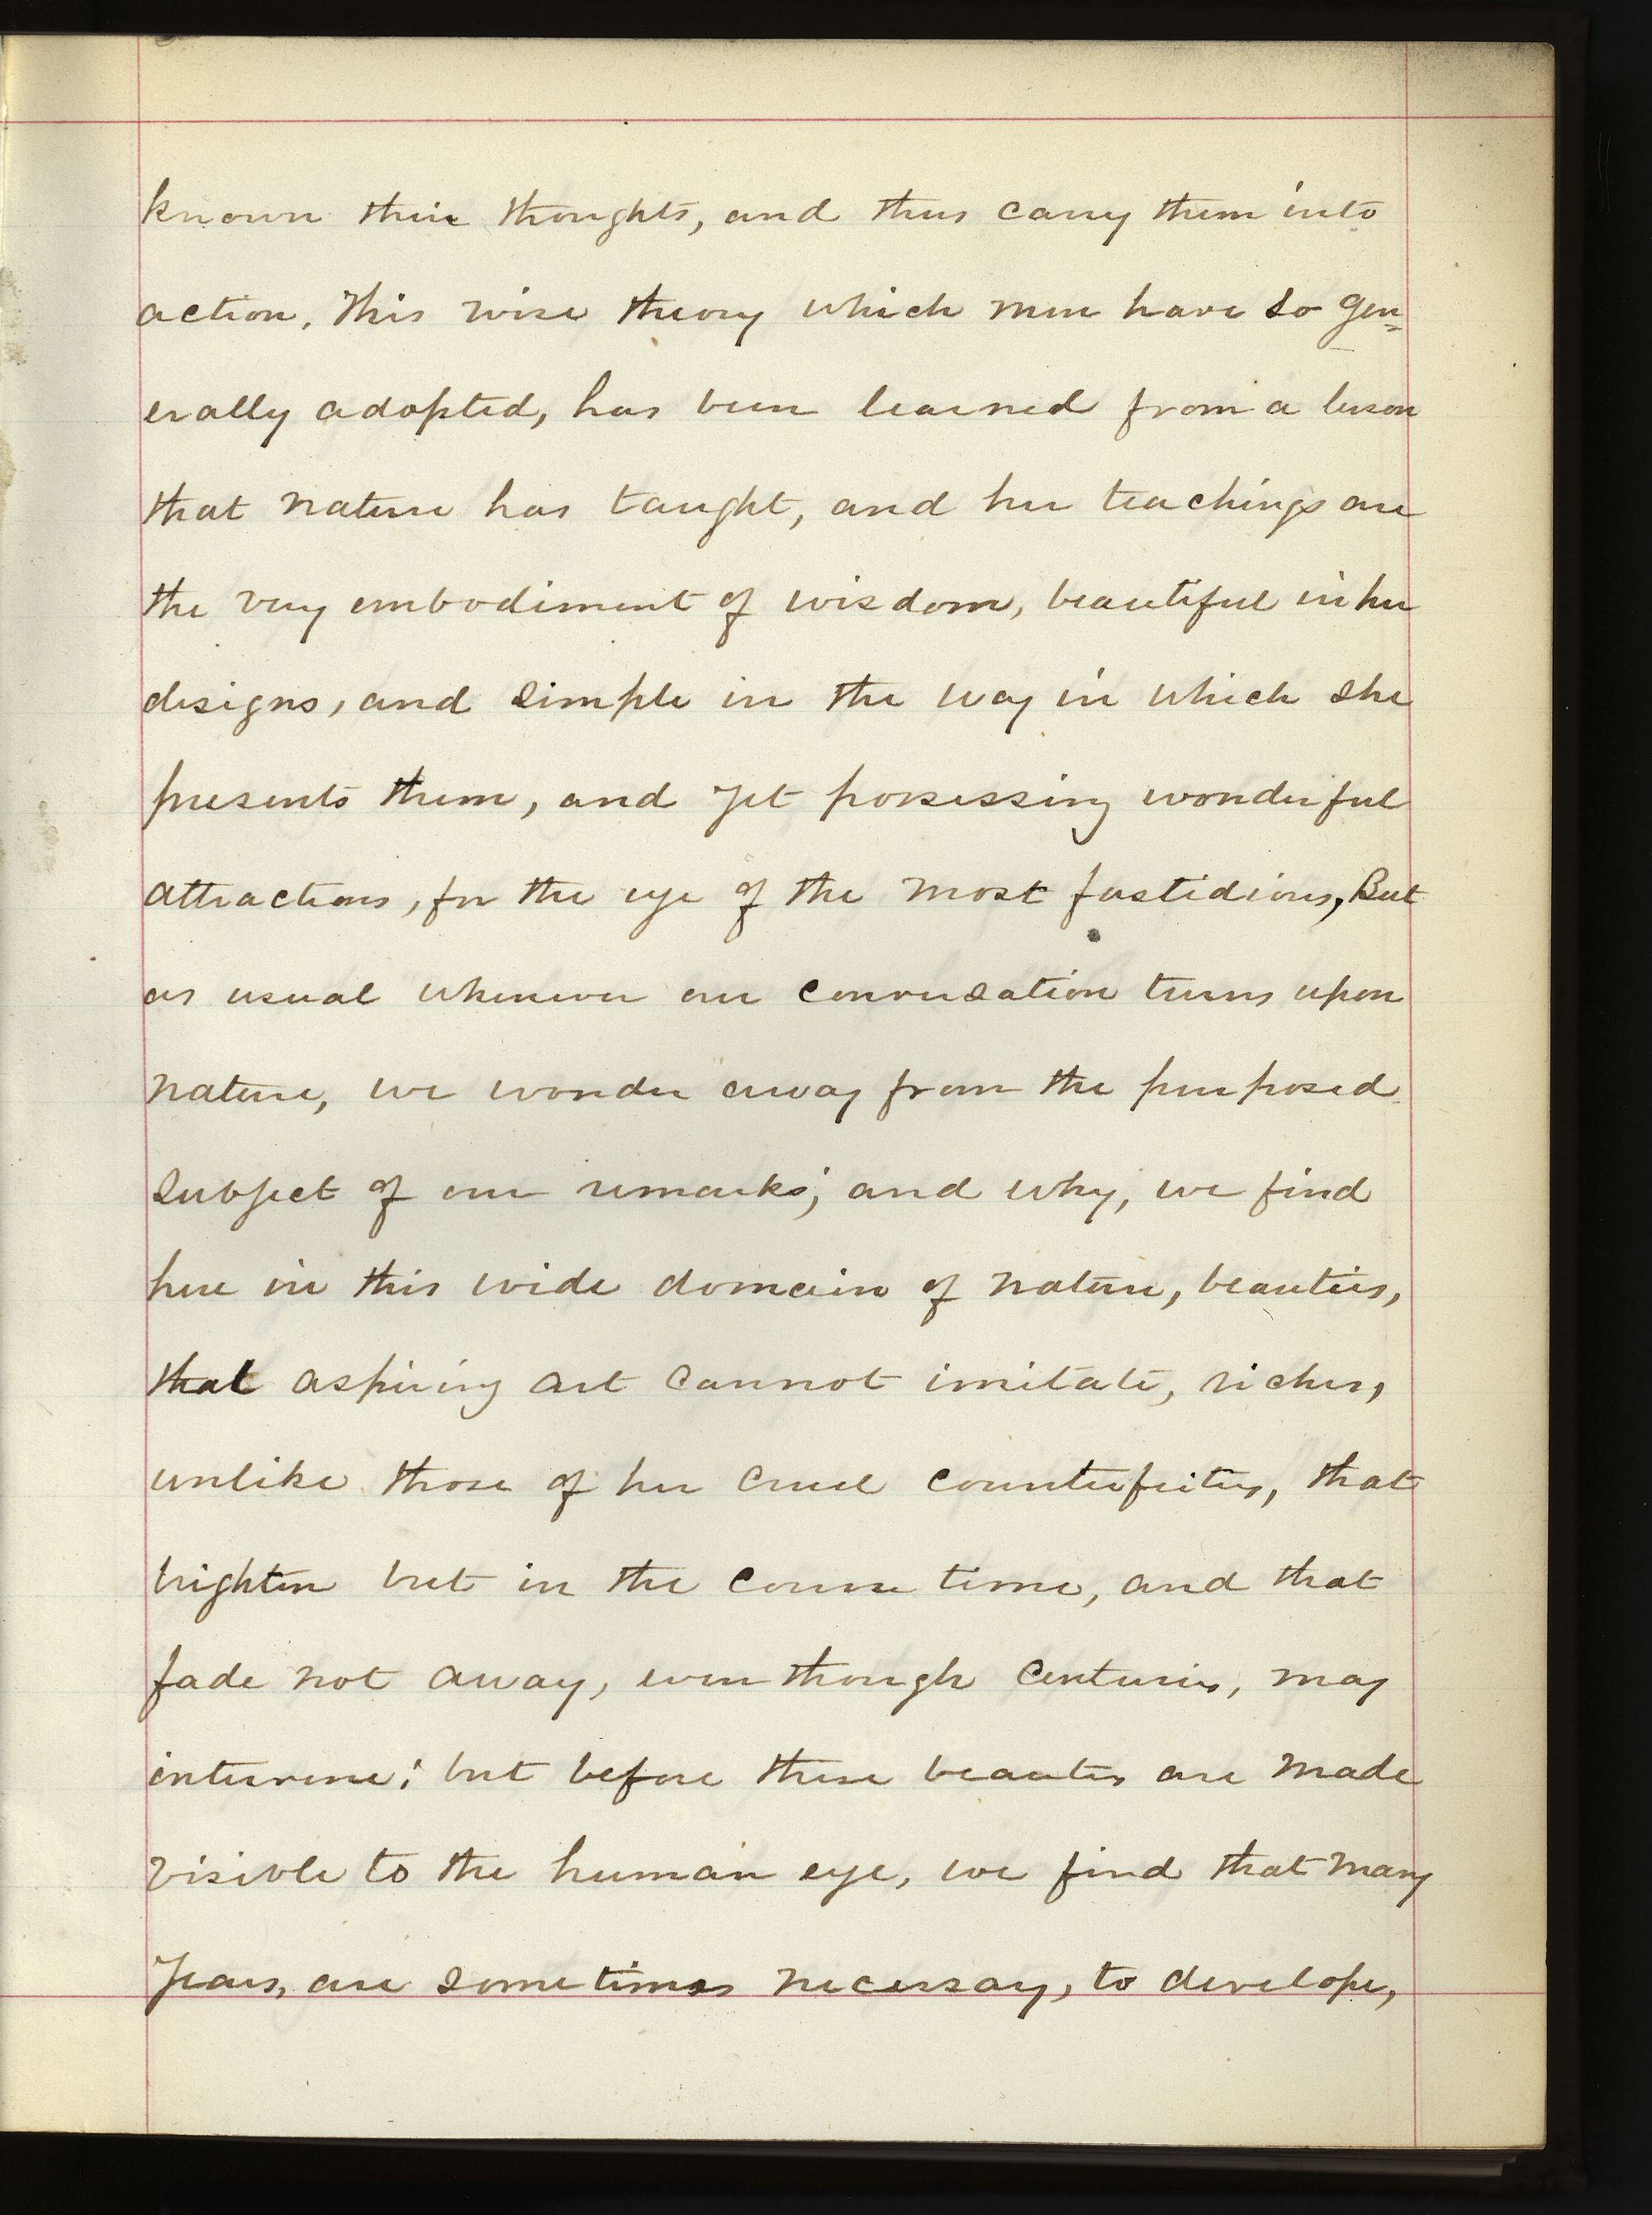 known their thoughts, and thus carry them into
action. This wise theory which men have so gen=
erally adopted, has been learned from a lesson
that nature has taught, and her teachings are
the very embodiment of wisdom, beautiful in her
designs, and simple in the way in which she
presents them, and yet possessing wonderful
attractions, for the eye of the most fastidious, But
as usual whenever our conversation turns upon
nature, we wonder away from the purposed
subject of our remarks; and why, we find
here in this wide domain of nature, beauties,
that aspiring art cannot imitate, riches,
unlike those of her cruel counterfeiters, that
brighten but in the course time, and that
fade not away, even though centuries, may
intervene; but before these beauties are made
visible to the human eye, we find that many
years, are sometimes necessary, to develope,